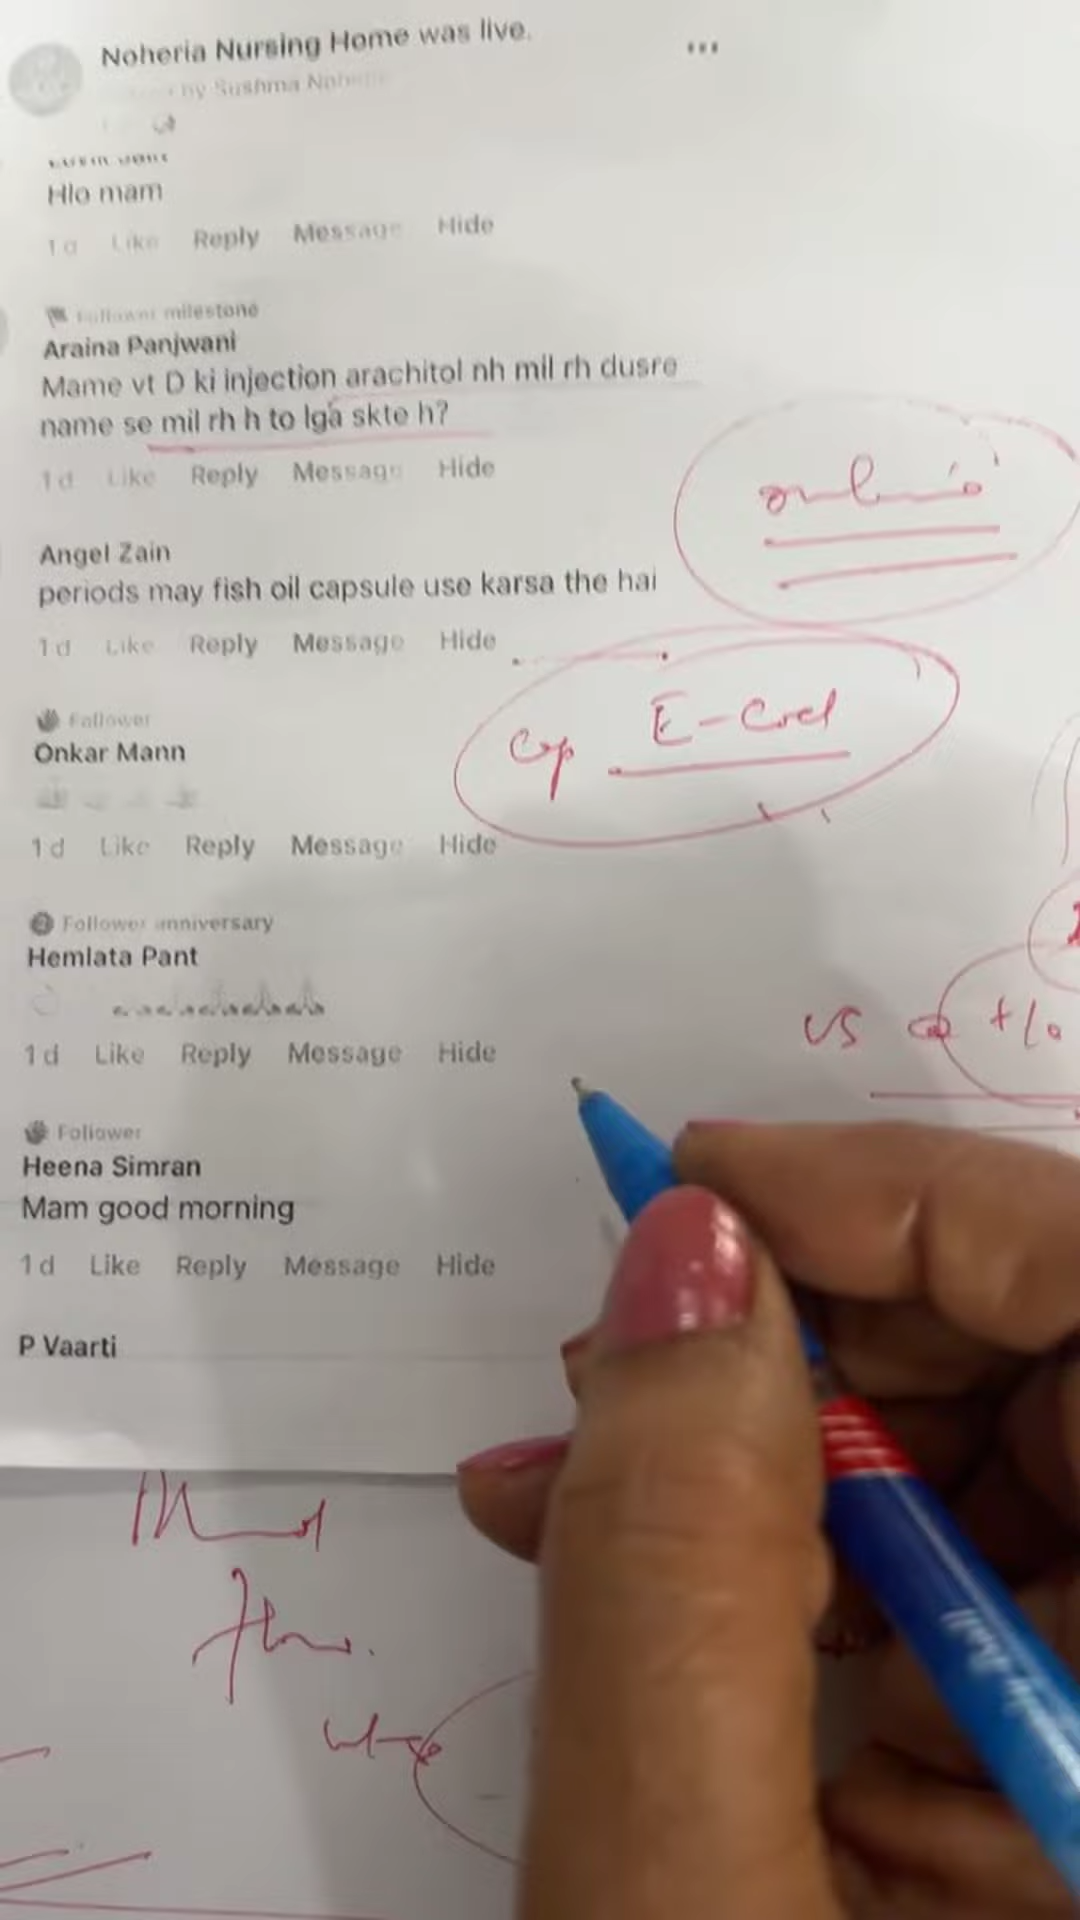 Noheria Nursing Home was live.
by Sushma
Hlo mam
1d Like Reply Message Hide
Follower milestone
Araina Panjwani
Mame vt D ki injection arachitol nh mil rh dusre
name se mil rh h to lga skte h?
1d Like Reply Message Hide
Angel Zain
periods may fish oil capsule use karsa the hai
1d Like Reply Message Hide
Follower
Onkar Mann
1d Like Reply Message Hide
Cap E-Cod
Follower anniversary
Hemlata Pant
1d Like Reply Message Hide
Follower
Heena Simran
Mam good morning
1d Like Reply Message Hide
P Vaarti